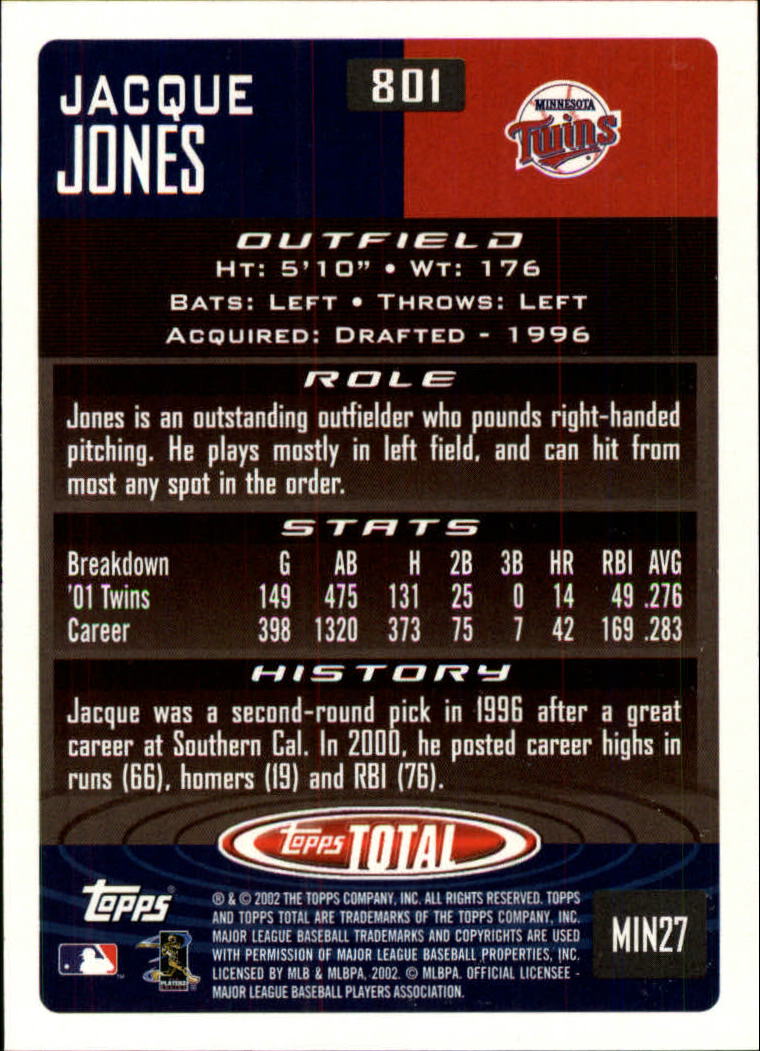 JACQUE
JONES
801
MINNESOTA
Twins
OUTFIELD
HT: 5'10" • WT: 176
BATS: LEFT • THROWS: LEFT
ACQUIRED: DRAFTED - 1996
ROLE
Jones is an outstanding outfielder who pounds right-handed
pitching. He plays mostly in left field, and can hit from
most any spot in the order.
STATS
Breakdown G AB H 2B 3B HR RBI AVG
'01 Twins 149 475 131 25 0 14 49 .276
Career 398 1320 373 75 7 42 169 .283
HISTORY
Jacque was a second-round pick in 1996 after a great
career at Southern Cal. In 2000, he posted career highs in
runs (66), homers (19) and RBI (76).
topps TOTAL
topps®
® & © 2002 THE TOPPS COMPANY, INC. ALL RIGHTS RESERVED. TOPPS
AND TOPPS TOTAL ARE TRADEMARKS OF THE TOPPS COMPANY, INC.
MAJOR LEAGUE BASEBALL TRADEMARKS AND COPYRIGHTS ARE USED
WITH PERMISSION OF MAJOR LEAGUE BASEBALL PROPERTIES, INC.
LICENSED BY MLB & MLBPA, 2002. © MLBPA. OFFICIAL LICENSEE -
MAJOR LEAGUE BASEBALL PLAYERS ASSOCIATION.
MIN27
PLAYERS